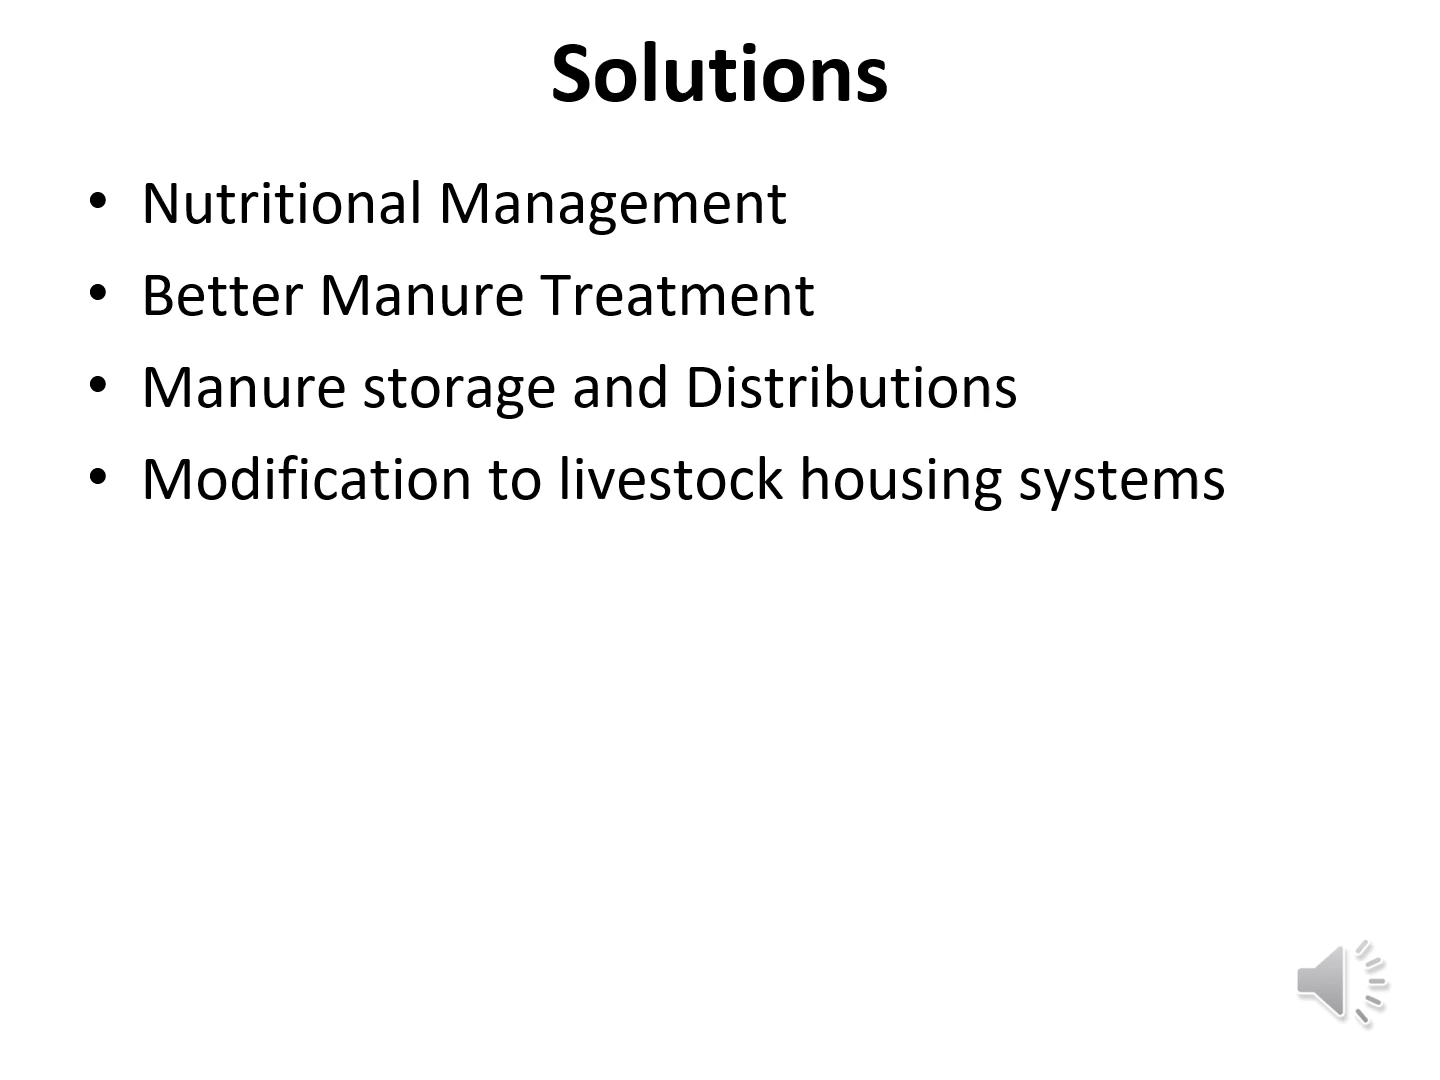 Solutions
• Nutritional Management
• Better Manure Treatment
• Manure storage and Distributions
• Modification to livestock housing systems